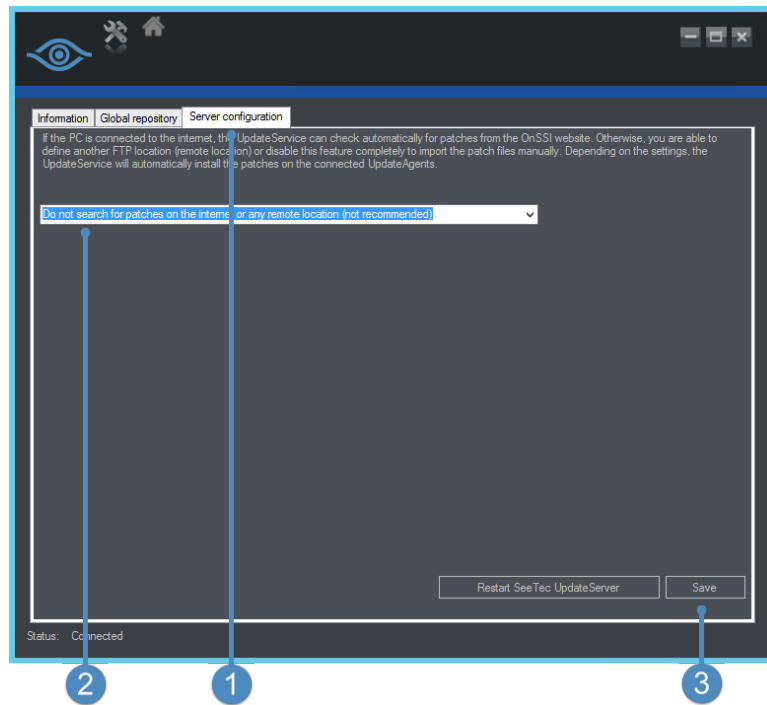 Information Global repository Server configuration
If the PC is connected to the internet, the UpdateService can check automatically for patches from the OnSSI website. Otherwise, you are able to
define another FTP location (remote location) or disable this feature completely to import the patch files manually. Depending on the settings, the
UpdateService will automatically install the patches on the connected UpdateAgents.
Do not search for patches on the internet or any remote location (not recommended)
Restart SeeTec UpdateServer Save
Status: Connected
2 1 3